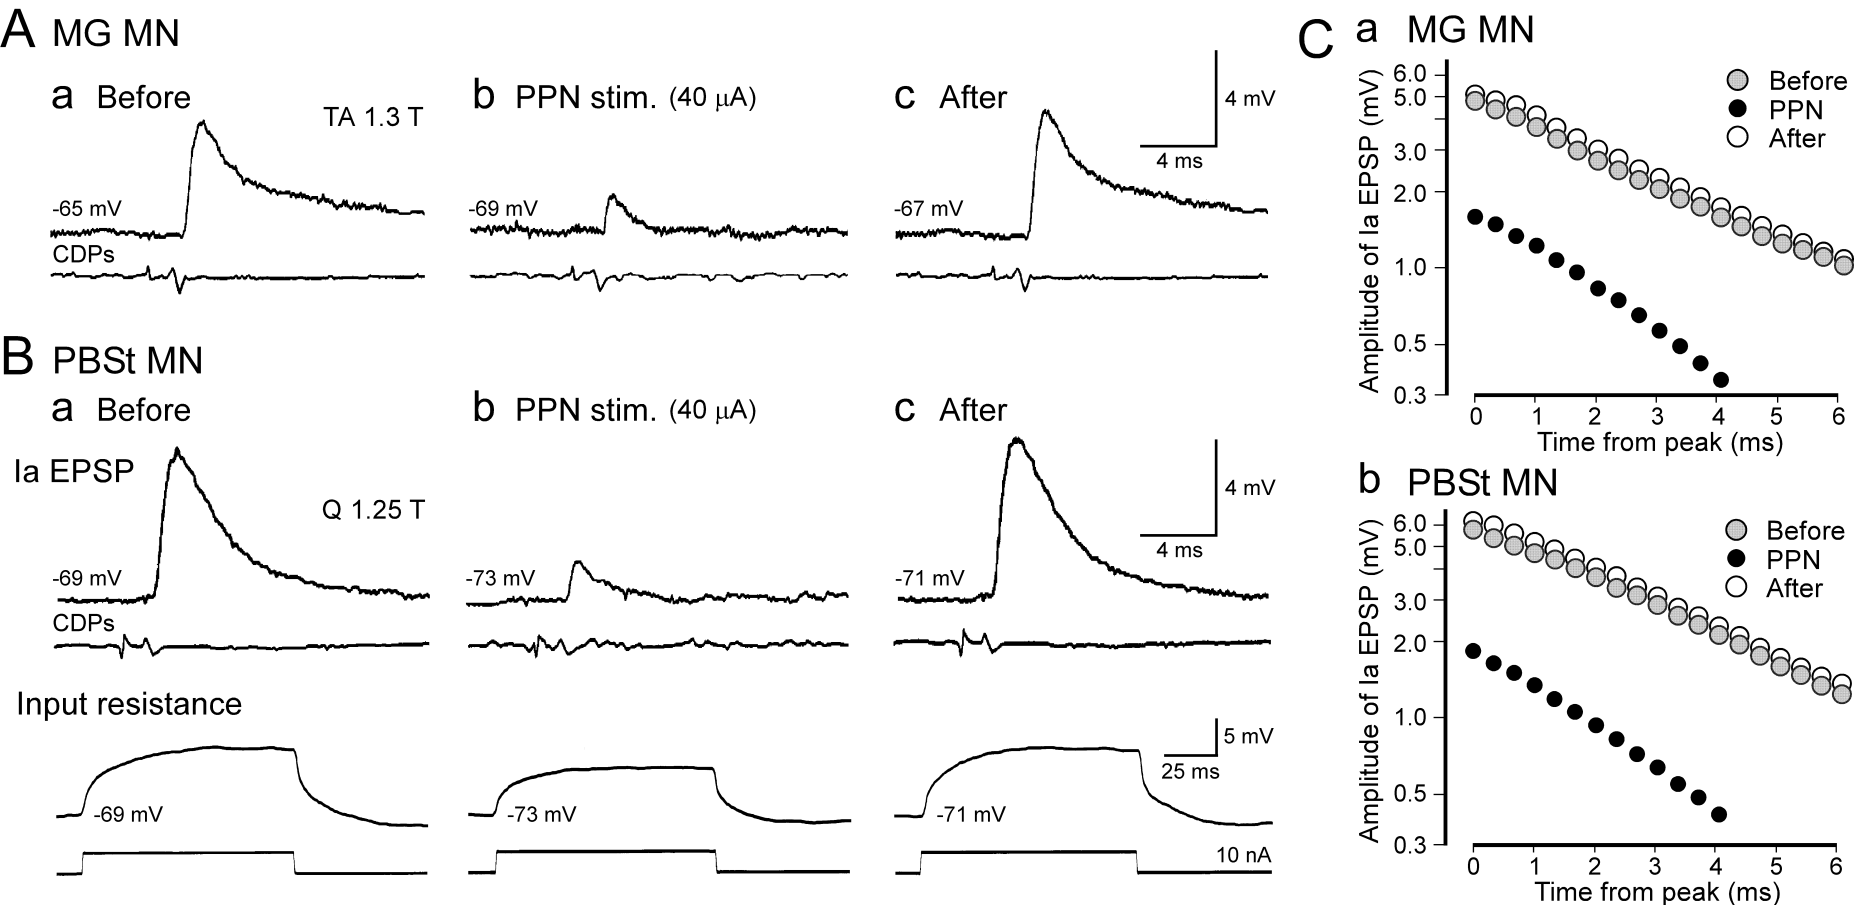 A MG MN
a Before
TA 1.3 T
b PPN stim. (40 μA)
c After
4 mV
4 ms
-65 mV
-69 mV
-67 mV
CDPs
B PBSt MN
a Before
b PPN stim. (40 μA)
c After
Ia EPSP
Q 1.25 T
4 mV
4 ms
-69 mV
-73 mV
-71 mV
CDPs
Input resistance
5 mV
25 ms
-69 mV
-73 mV
-71 mV
10 nA
C a MG MN
Amplitude of Ia EPSP (mV)
6.0
5.0
3.0
2.0
1.0
0.5
0.3
Before
PPN
After
0 1 2 3 4 5 6
Time from peak (ms)
b PBSt MN
Amplitude of Ia EPSP (mV)
6.0
5.0
3.0
2.0
1.0
0.5
0.3
Before
PPN
After
0 1 2 3 4 5 6
Time from peak (ms)